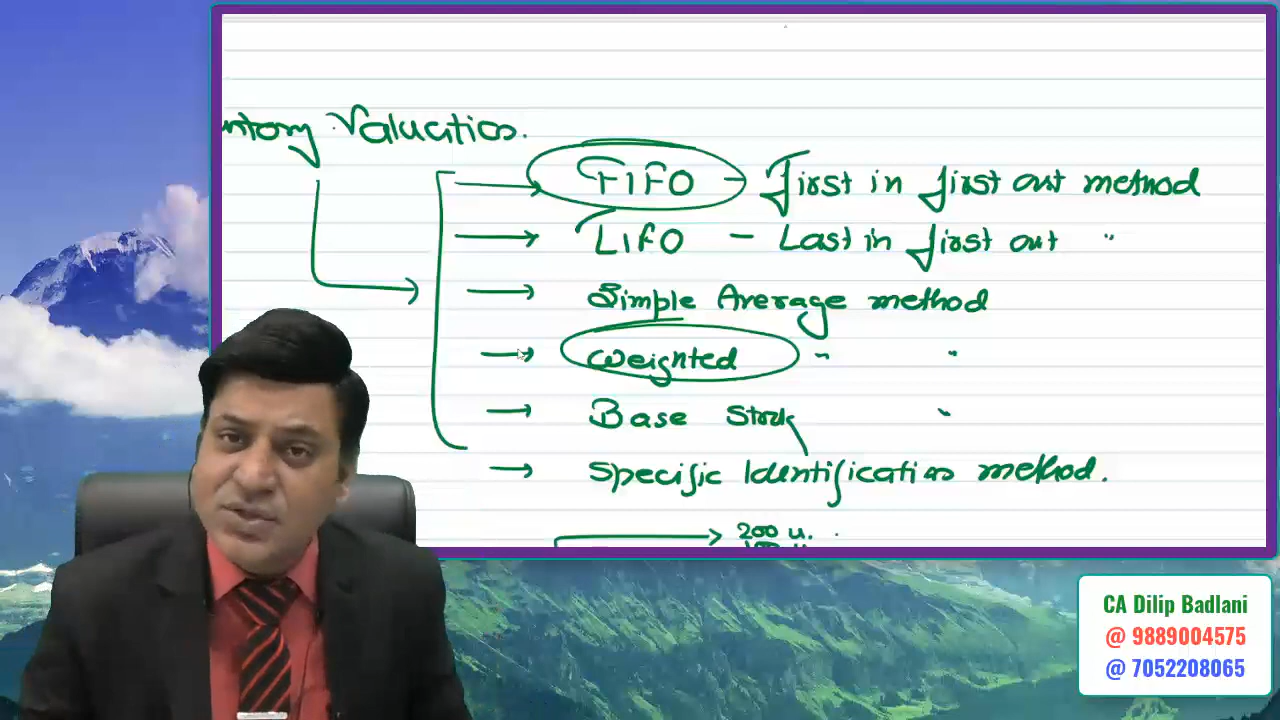 ntory Valuation.
FIFO - First in first out method
LIFO - Last in first out "
Simple Average method
Weighted " "
Base Stock "
Specific Identification method.
200 u.
CA Dilip Badlani
@ 9889004575
@ 7052208065